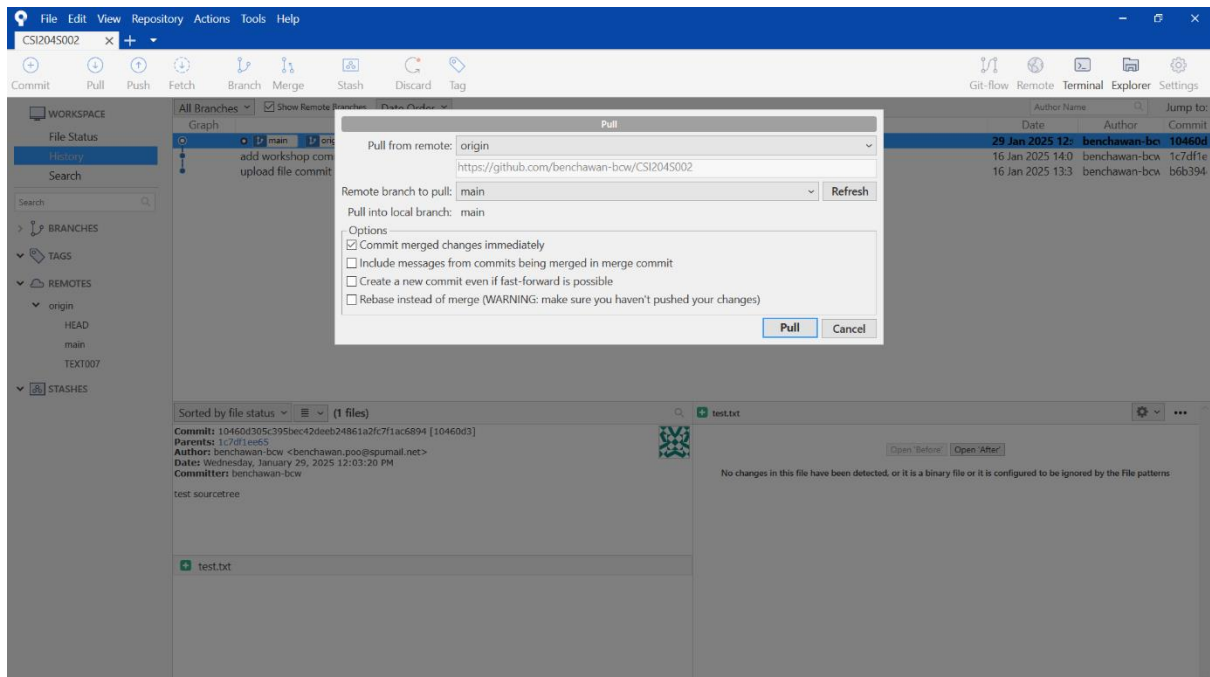 File Edit View Repository Actions Tools Help
CSI204S002
Commit Pull Push Fetch Branch Merge Stash Discard Tag Git-flow Remote Terminal Explorer Settings
WORKSPACE
File Status
History
Search
Search
BRANCHES
TAGS
REMOTES
origin
HEAD
main
TEXT007
STASHES
All Branches Show Remote Branches Date Order Author Name Jump to:
Graph Date Author Commit
main 29 Jan 2025 benchawan-bc 10460d
add workshop com 16 Jan 2025 14:0 benchawan-bcw 1c7df1e
upload file commit 16 Jan 2025 13:3 benchawan-bcw b6b394
Pull
Pull from remote: origin
https://github.com/benchawan-bcw/CSI204S002
Remote branch to pull: main Refresh
Pull into local branch: main
Options
Commit merged changes immediately
Include messages from commits being merged in merge commit
Create a new commit even if fast-forward is possible
Rebase instead of merge (WARNING: make sure you haven't pushed your changes)
Pull Cancel
Sorted by file status (1 files)
Commit: 10460d305c395bec42deeb24861a2fc7f1ac6894 [10460d3]
Parents: 1c7df1ee65
Author: benchawan-bcw <benchawan.poo@spumail.net>
Date: Wednesday, January 29, 2025 12:03:20 PM
Committer: benchawan-bcw
test sourcetree
test.txt
test.txt
Open 'Before' Open 'After'
No changes in this file have been detected, or it is a binary file or it is configured to be ignored by the File patterns